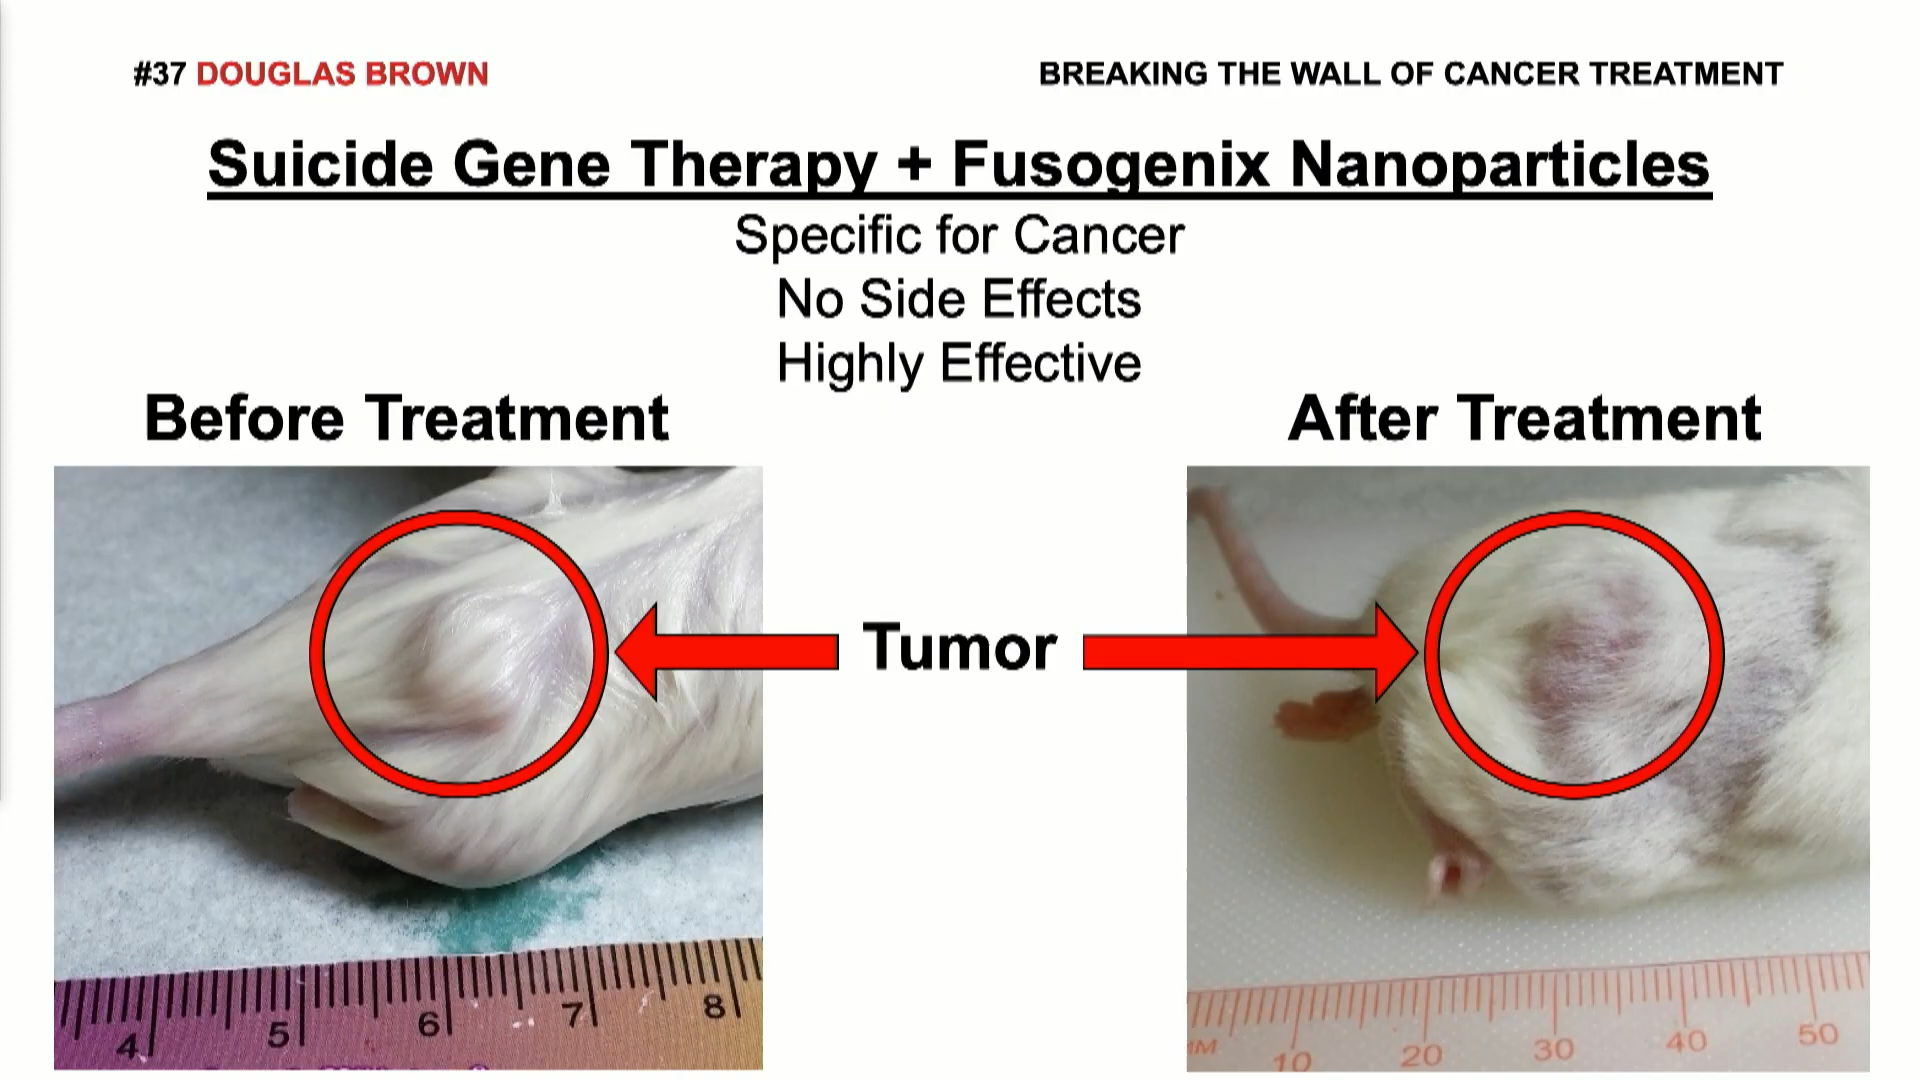 #37 DOUGLAS BROWN
BREAKING THE WALL OF CANCER TREATMENT
Suicide Gene Therapy + Fusogenix Nanoparticles
Specific for Cancer
No Side Effects
Highly Effective
Before Treatment
After Treatment
Tumor
4 5 6 7 8
MM 10 20 30 40 50